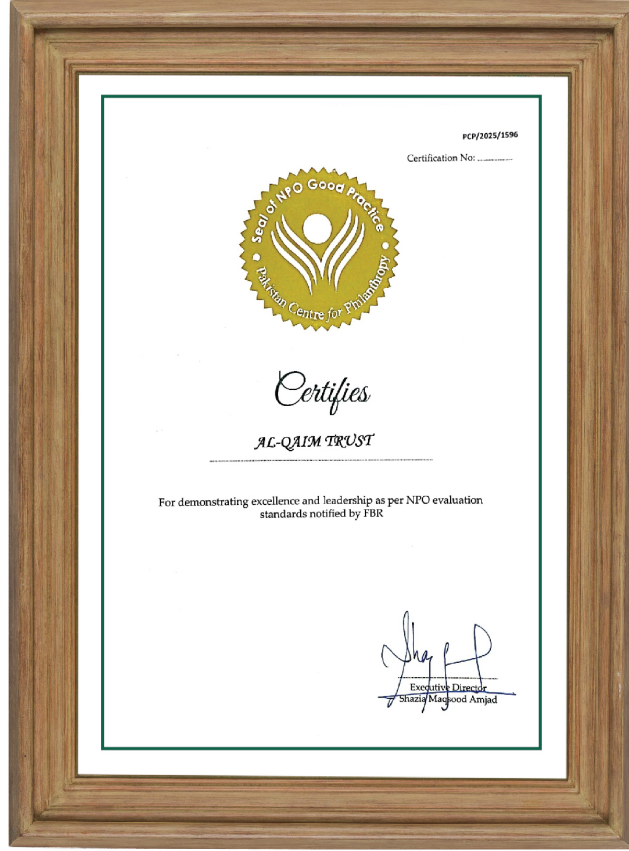 PCP/2025/1596
Certification No: ..............
Seal of NPO Good Practice
Pakistan Centre for Philanthropy
Certifies
AL-QAIM TRUST
For demonstrating excellence and leadership as per NPO evaluation
standards notified by FBR
Executive Director
Shazia Maqsood Amjad